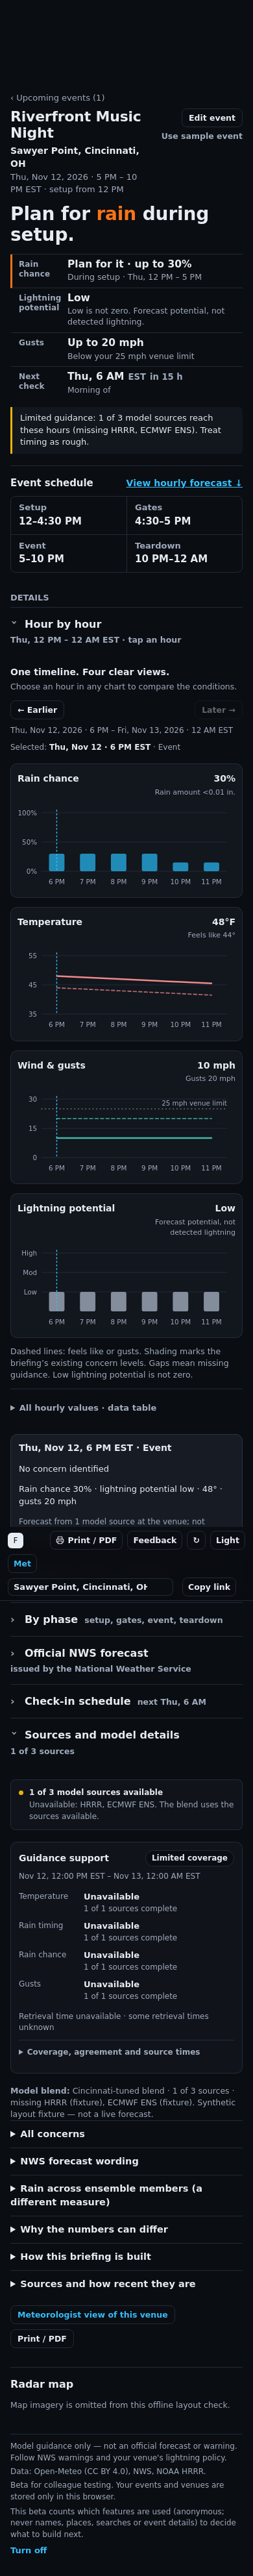 ‹ Upcoming events (1)
Riverfront Music
Night
Edit event
Sawyer Point, Cincinnati,
OH
Use sample event
Thu, Nov 12, 2026 · 5 PM – 10
PM EST · setup from 12 PM
Plan for rain during
setup.
Rain
chance
Plan for it · up to 30%
During setup · Thu, 12 PM – 5 PM
Lightning
potential
Low
Low is not zero. Forecast potential, not
detected lightning.
Gusts
Up to 20 mph
Below your 25 mph venue limit
Next
check
Thu, 6 AM EST in 15 h
Morning of
Limited guidance: 1 of 3 model sources reach
these hours (missing HRRR, ECMWF ENS). Treat
timing as rough.
Event schedule
View hourly forecast ↓
Setup
12–4:30 PM
Gates
4:30–5 PM
Event
5–10 PM
Teardown
10 PM–12 AM
DETAILS
Hour by hour
Thu, 12 PM – 12 AM EST · tap an hour
One timeline. Four clear views.
Choose an hour in any chart to compare the conditions.
← Earlier
Later →
Thu, Nov 12, 2026 · 6 PM – Fri, Nov 13, 2026 · 12 AM EST
Selected: Thu, Nov 12 · 6 PM EST · Event
Rain chance
30%
Rain amount <0.01 in.
100%
50%
0%
6 PM 7 PM 8 PM 9 PM 10 PM 11 PM
Temperature
48°F
Feels like 44°
55
45
35
6 PM 7 PM 8 PM 9 PM 10 PM 11 PM
Wind & gusts
10 mph
Gusts 20 mph
30
25 mph venue limit
15
0
6 PM 7 PM 8 PM 9 PM 10 PM 11 PM
Lightning potential
Low
Forecast potential, not
detected lightning
High
Mod
Low
6 PM 7 PM 8 PM 9 PM 10 PM 11 PM
Dashed lines: feels like or gusts. Shading marks the
briefing’s existing concern levels. Gaps mean missing
guidance. Low lightning potential is not zero.
▸ All hourly values · data table
Thu, Nov 12, 6 PM EST · Event
No concern identified
Rain chance 30% · lightning potential low · 48° ·
gusts 20 mph
Forecast from 1 model source at the venue; not
F
Print / PDF
Feedback
↻
Light
Met
Sawyer Point, Cincinnati, OH
Copy link
› By phase setup, gates, event, teardown
› Official NWS forecast
issued by the National Weather Service
› Check-in schedule next Thu, 6 AM
Sources and model details
1 of 3 sources
1 of 3 model sources available
Unavailable: HRRR, ECMWF ENS. The blend uses the
sources available.
Guidance support
Limited coverage
Nov 12, 12:00 PM EST – Nov 13, 12:00 AM EST
Temperature
Unavailable
1 of 1 sources complete
Rain timing
Unavailable
1 of 1 sources complete
Rain chance
Unavailable
1 of 1 sources complete
Gusts
Unavailable
1 of 1 sources complete
Retrieval time unavailable · some retrieval times
unknown
▸ Coverage, agreement and source times
Model blend: Cincinnati-tuned blend · 1 of 3 sources ·
missing HRRR (fixture), ECMWF ENS (fixture). Synthetic
layout fixture — not a live forecast.
▸ All concerns
▸ NWS forecast wording
▸ Rain across ensemble members (a
different measure)
▸ Why the numbers can differ
▸ How this briefing is built
▸ Sources and how recent they are
Meteorologist view of this venue
Print / PDF
Radar map
Map imagery is omitted from this offline layout check.
Model guidance only — not an official forecast or warning.
Follow NWS warnings and your venue's lightning policy.
Data: Open-Meteo (CC BY 4.0), NWS, NOAA HRRR.
Beta for colleague testing. Your events and venues are
stored only in this browser.
This beta counts which features are used (anonymous;
never names, places, searches or event details) to decide
what to build next.
Turn off